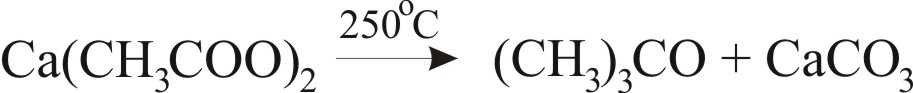 Ca(CH₃COO)₂ 250°C → (CH₃)₃CO + CaCO₃